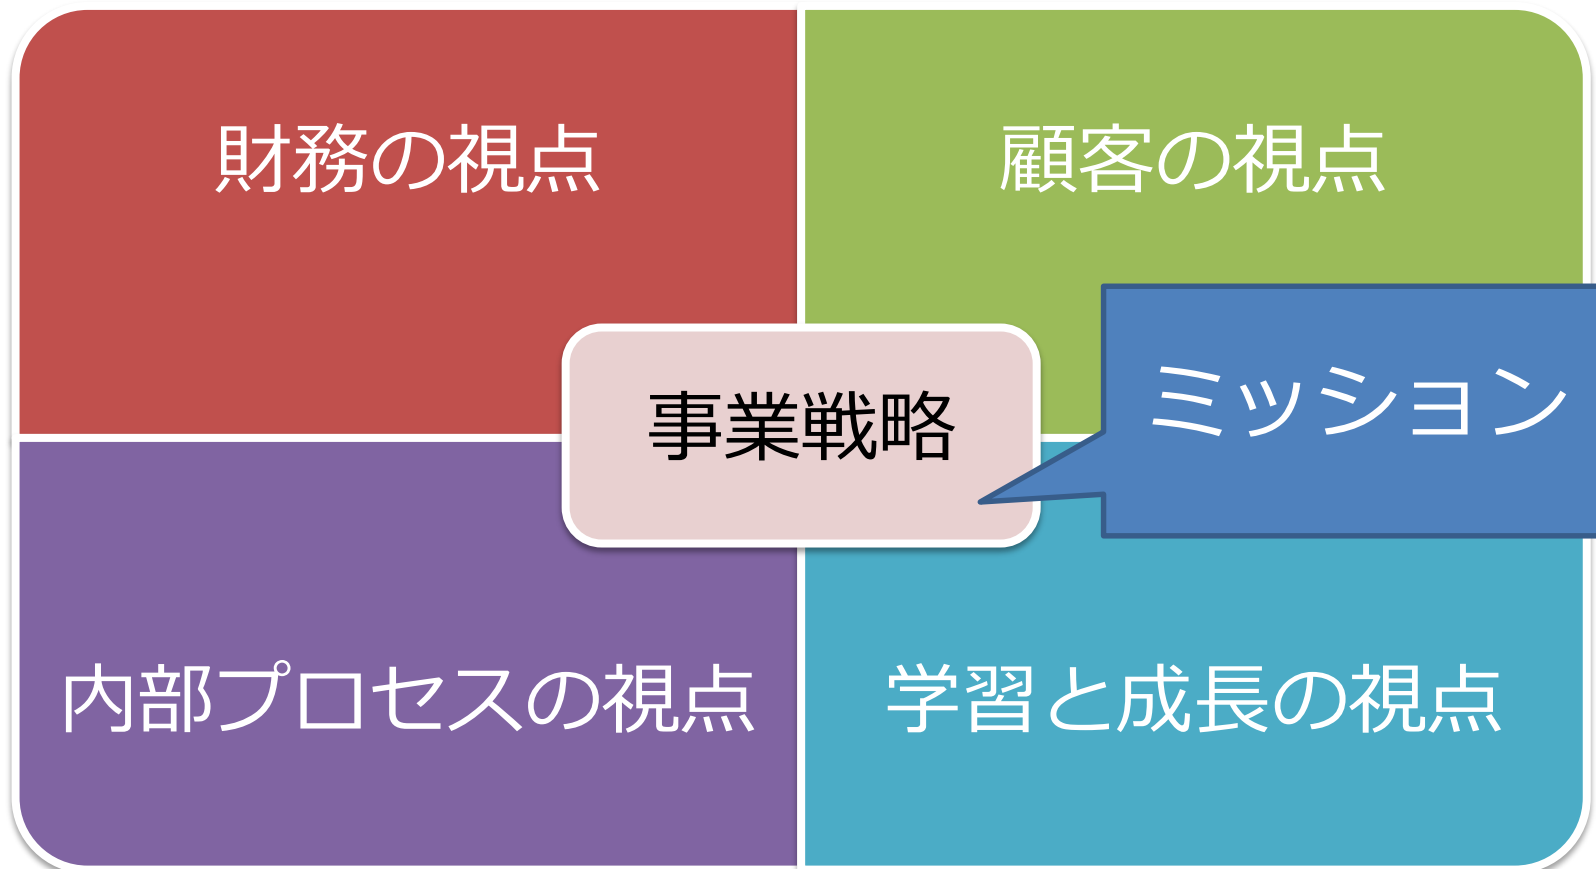 財務の視点
顧客の視点
事業戦略
ミッション
内部プロセスの視点
学習と成長の視点